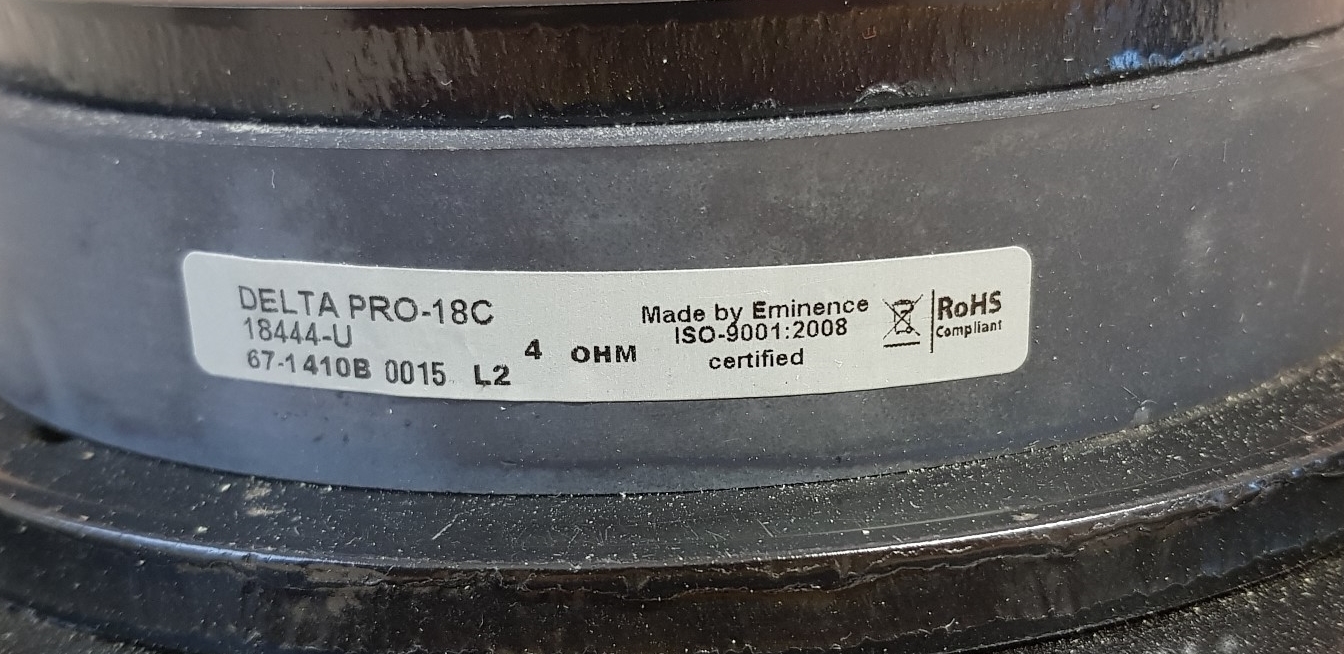 DELTA PRO-18C
18444-U
67-1410B 0015 L2
4 OHM
Made by Eminence
ISO-9001:2008
certified
RoHS
Compliant